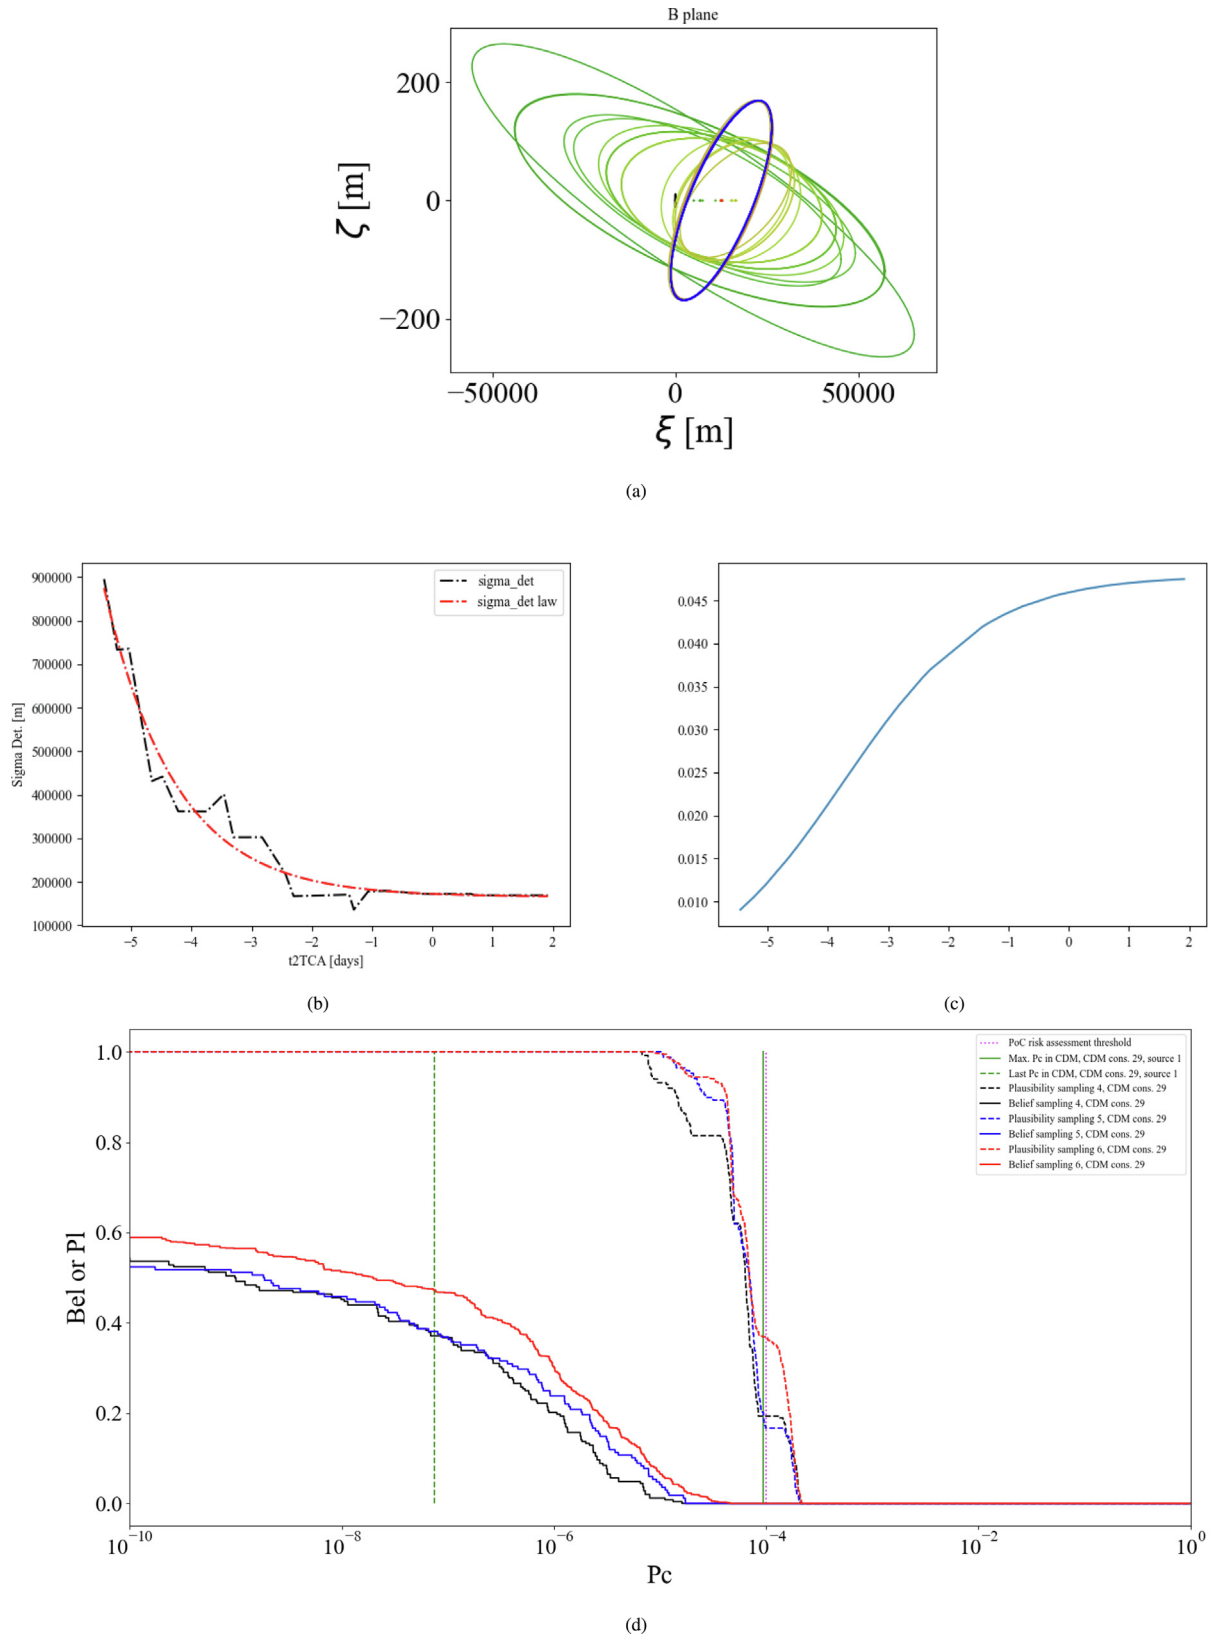 B plane
200
0
−200
ζ [m]
−50000
0
50000
ξ [m]
(a)
900000
800000
700000
600000
500000
400000
300000
200000
100000
Sigma Det. [m]
sigma_det
sigma_det law
−5
−4
−3
−2
−1
0
1
2
t2TCA [days]
(b)
0.045
0.040
0.035
0.030
0.025
0.020
0.015
0.010
−5
−4
−3
−2
−1
0
1
2
(c)
1.0
0.8
0.6
0.4
0.2
0.0
Bel or Pl
PoC risk assessment threshold
Max. Pc in CDM, CDM cons. 29, source 1
Last Pc in CDM, CDM cons. 29, source 1
Plausibility sampling 4, CDM cons. 29
Belief sampling 4, CDM cons. 29
Plausibility sampling 5, CDM cons. 29
Belief sampling 5, CDM cons. 29
Plausibility sampling 6, CDM cons. 29
Belief sampling 6, CDM cons. 29
10⁻¹⁰
10⁻⁸
10⁻⁶
10⁻⁴
10⁻²
10⁰
Pc
(d)